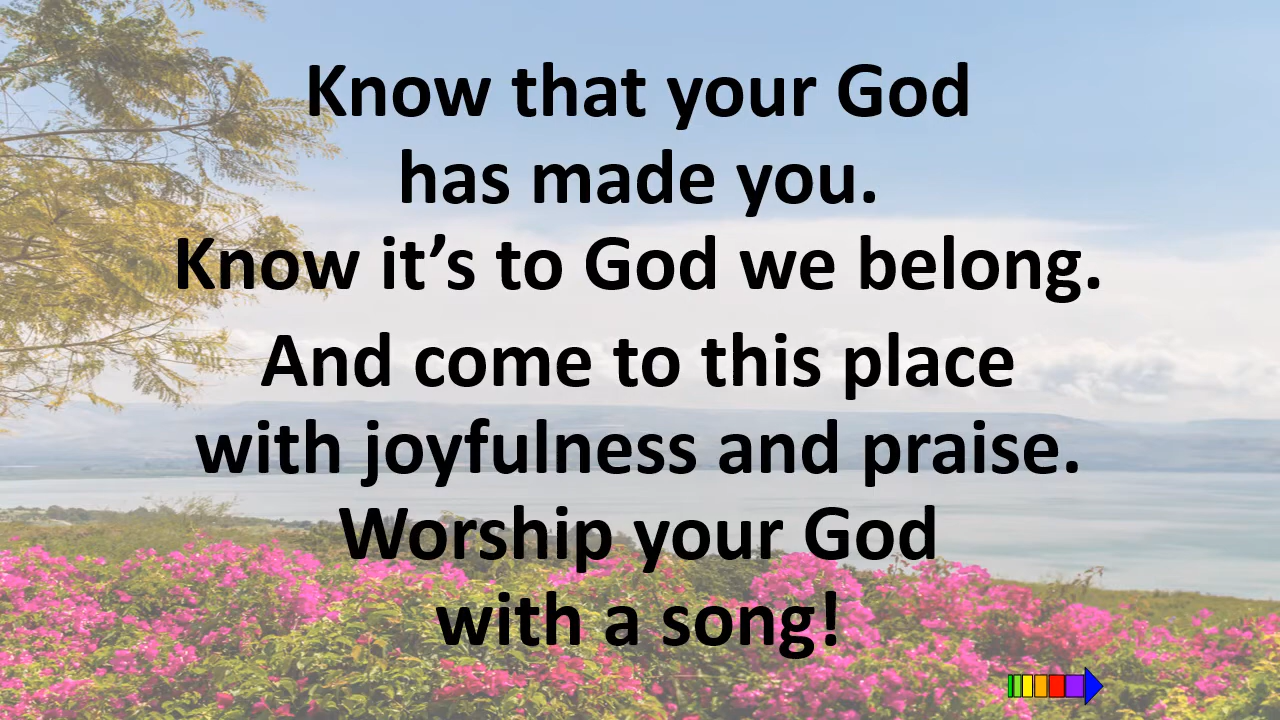 Know that your God
has made you.
Know it’s to God we belong.
And come to this place
with joyfulness and praise.
Worship your God
with a song!